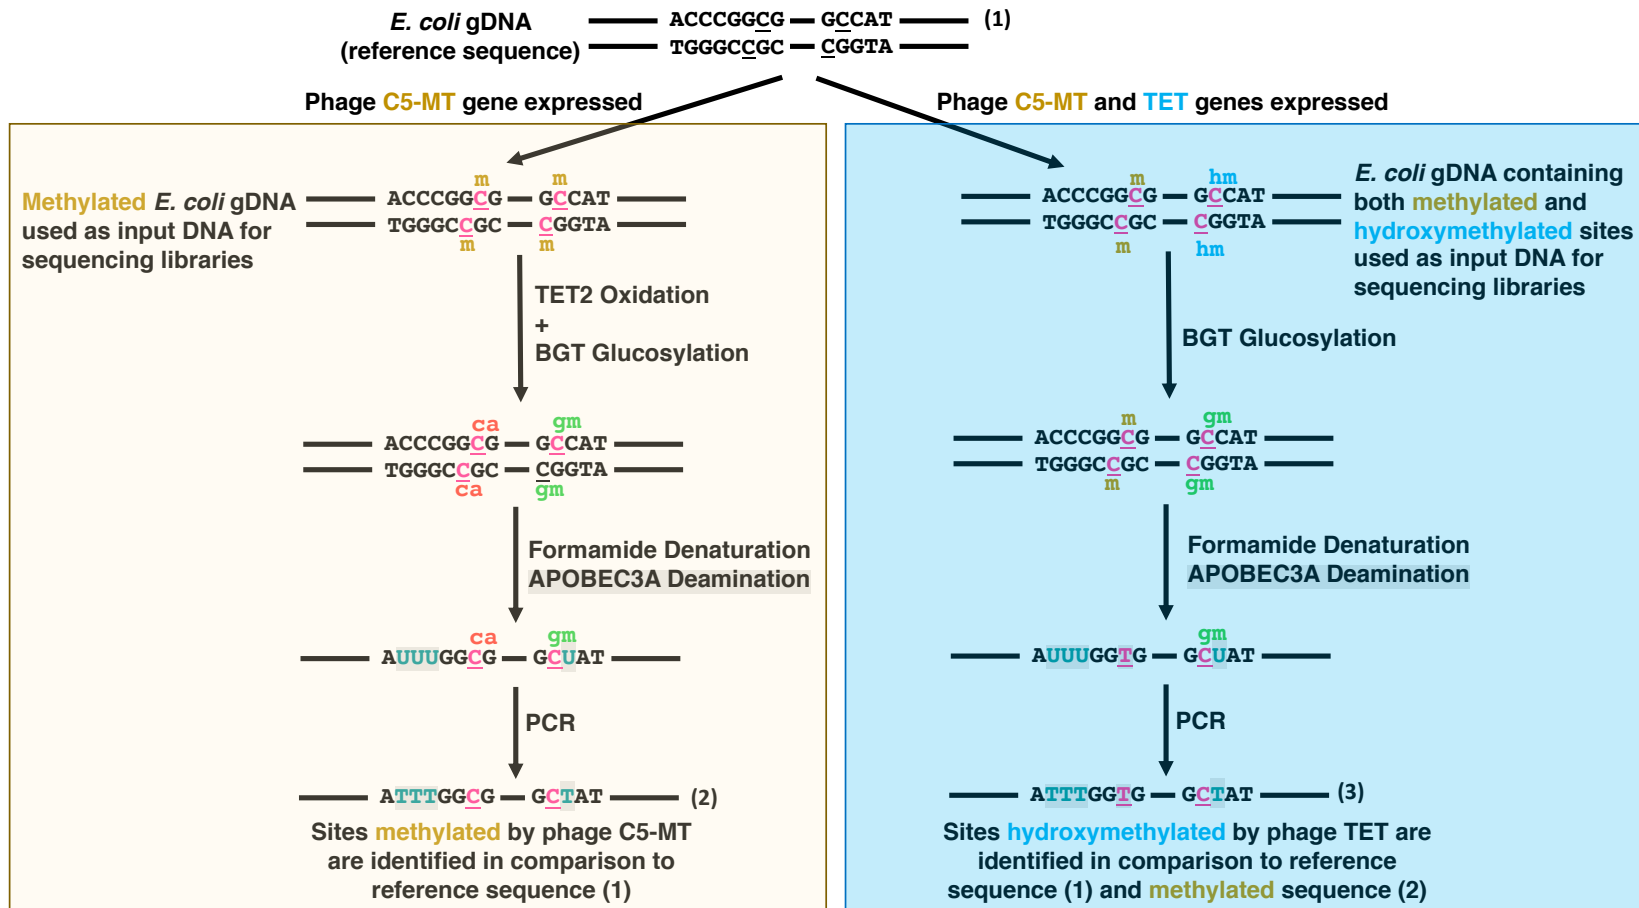 E. coli gDNA
(reference sequence)
ACCCGGCG GCCAT (1)
TGGGCCGC CGGTA
Phage C5-MT gene expressed
Phage C5-MT and TET genes expressed
Methylated E. coli gDNA
used as input DNA for
sequencing libraries
m m
ACCCGGCG GCCAT
TGGGCCGC CGGTA
m m
TET2 Oxidation
+
BGT Glucosylation
ca gm
ACCCGGCG GCCAT
TGGGCCGC CGGTA
ca gm
Formamide Denaturation
APOBEC3A Deamination
ca gm
AUUUGGCG GCUAT
PCR
ATTTGGCG GCTAT (2)
Sites methylated by phage C5-MT
are identified in comparison to
reference sequence (1)
m hm
ACCCGGCG GCCAT
TGGGCCGC CGGTA
m hm
E. coli gDNA containing
both methylated and
hydroxymethylated sites
used as input DNA for
sequencing libraries
BGT Glucosylation
m gm
ACCCGGCG GCCAT
TGGGCCGC CGGTA
m gm
Formamide Denaturation
APOBEC3A Deamination
gm
AUUUGGTG GCUAT
PCR
ATTTGGTG GCTAT (3)
Sites hydroxymethylated by phage TET are
identified in comparison to reference
sequence (1) and methylated sequence (2)